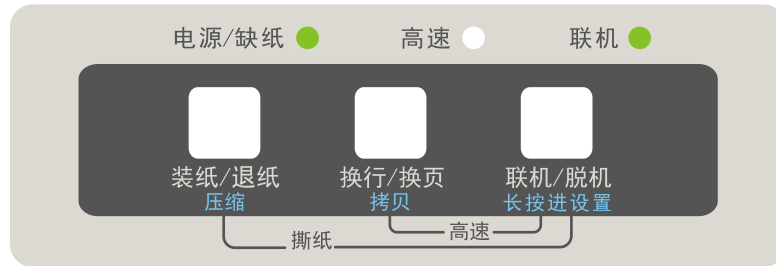 电源/缺纸 高速 联机
装纸/退纸 换行/换页 联机/脱机
压缩 拷贝 长按进设置
高速
撕纸